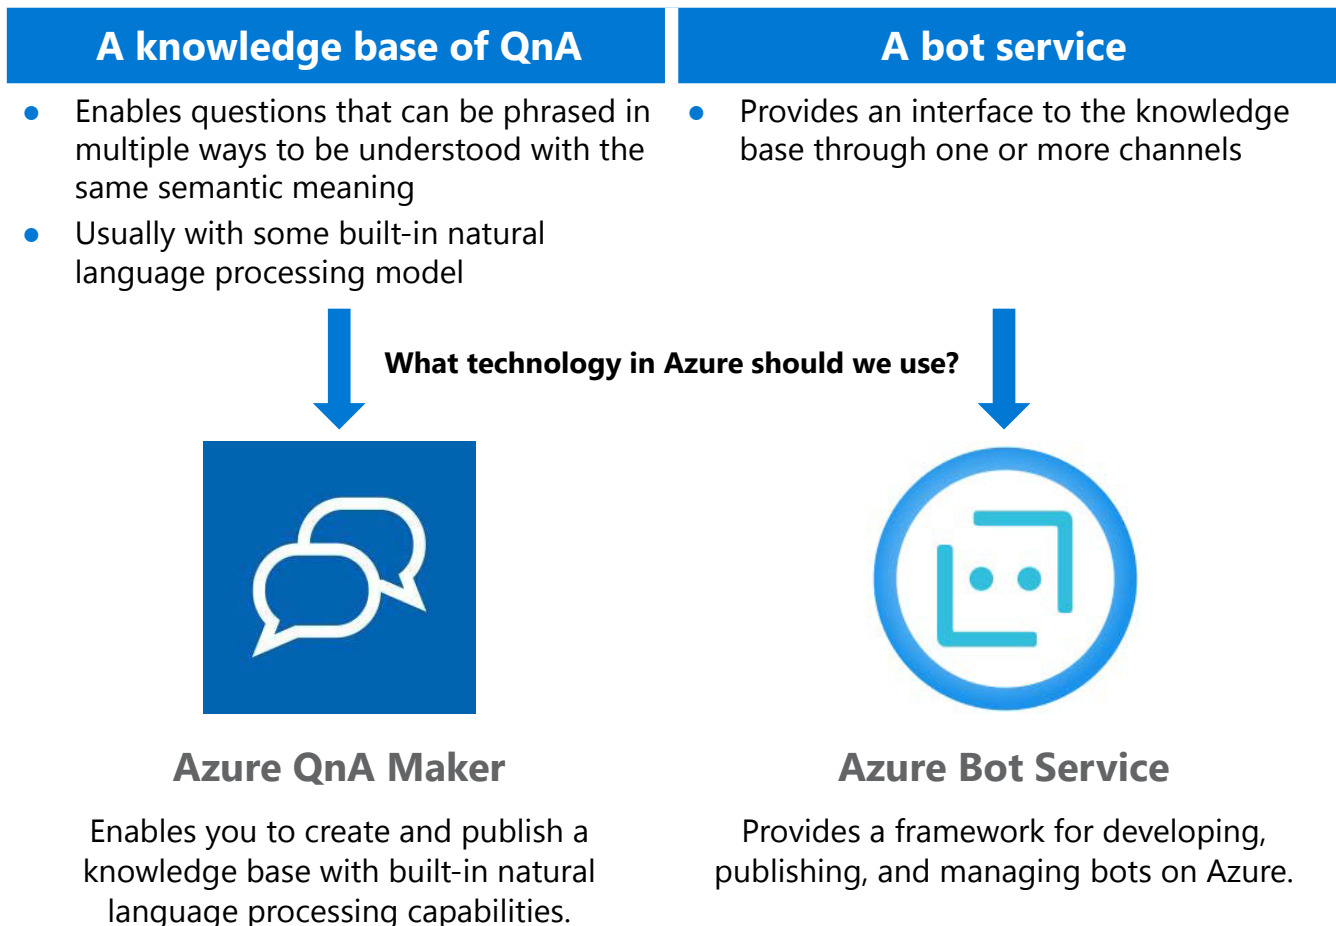 A knowledge base of QnA
A bot service
● Enables questions that can be phrased in
multiple ways to be understood with the
same semantic meaning
● Usually with some built-in natural
language processing model
● Provides an interface to the knowledge
base through one or more channels
What technology in Azure should we use?
Azure QnA Maker
Enables you to create and publish a
knowledge base with built-in natural
language processing capabilities.
Azure Bot Service
Provides a framework for developing,
publishing, and managing bots on Azure.